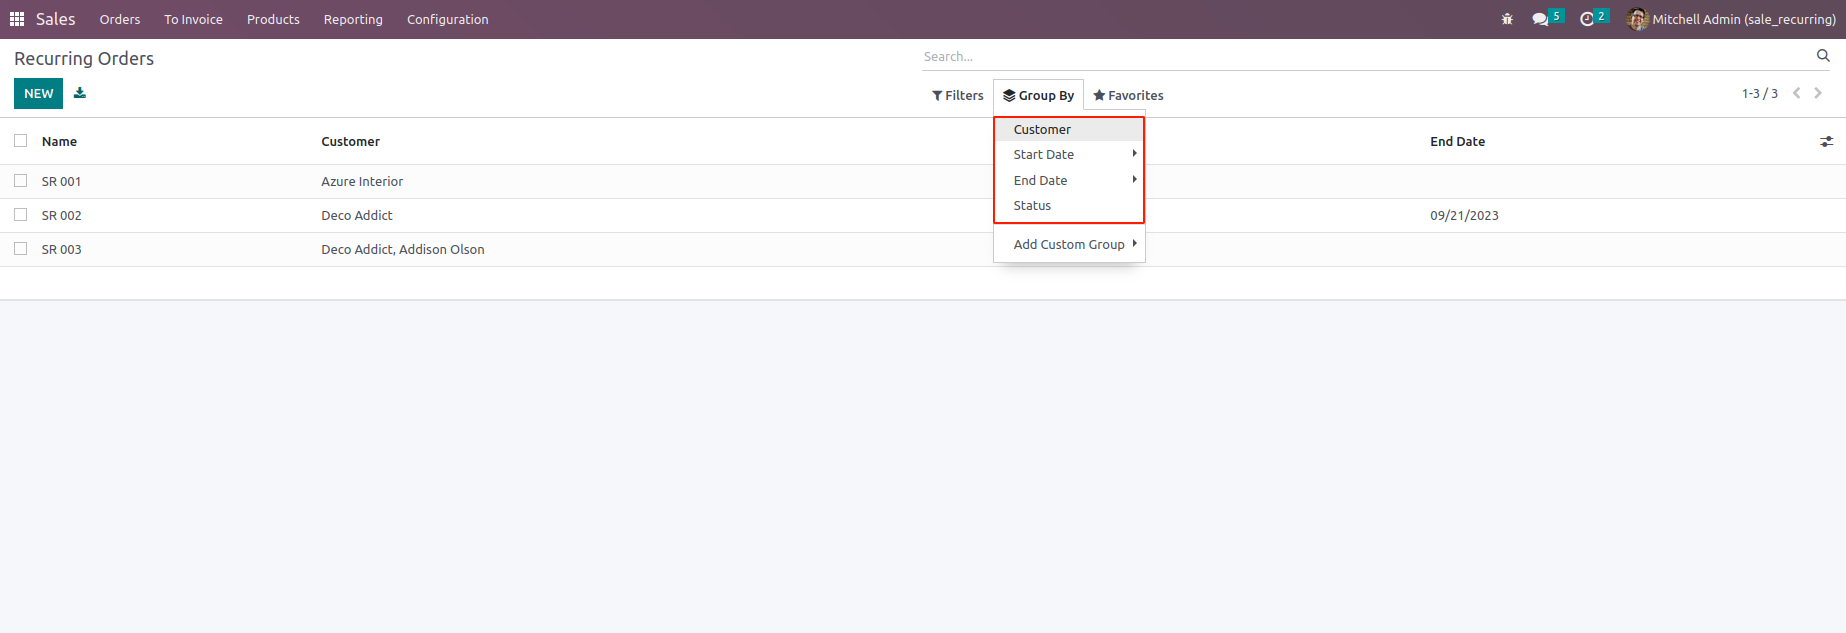 Sales Orders To Invoice Products Reporting Configuration 5 2 Mitchell Admin (sale_recurring)
Recurring Orders Search...
NEW Filters Group By Favorites 1-3 / 3
Name Customer End Date
Customer
Start Date
End Date
Status
Add Custom Group
SR 001 Azure Interior
SR 002 Deco Addict 09/21/2023
SR 003 Deco Addict, Addison Olson